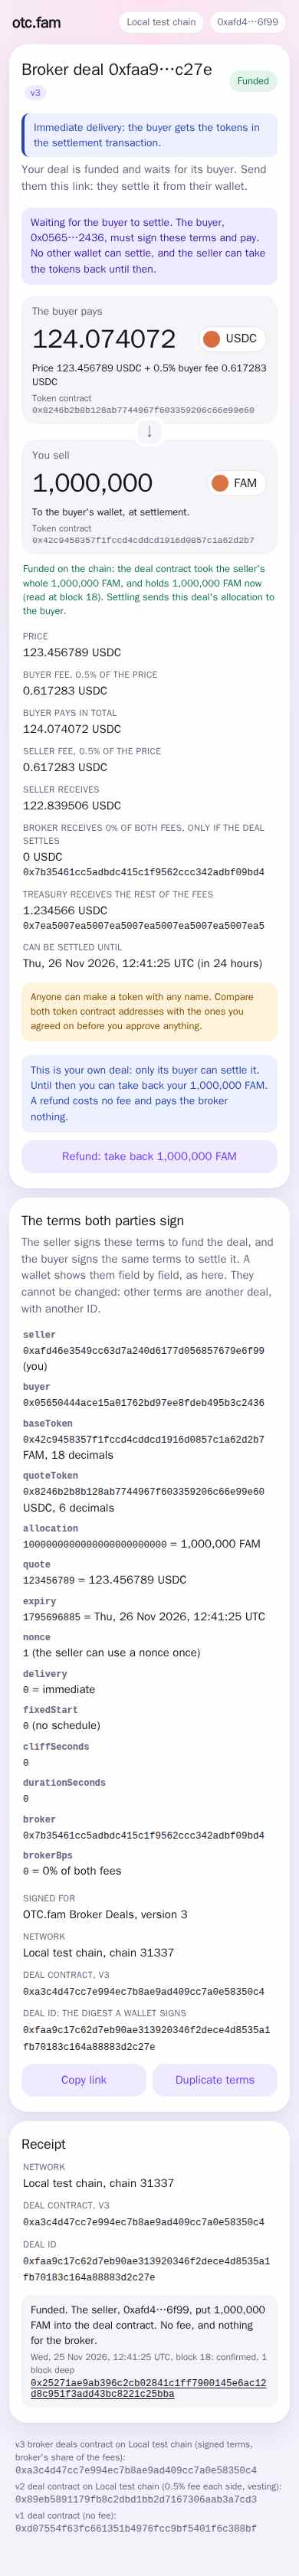 otc.fam
Local test chain
0xafd4···6f99
Broker deal 0xfaa9···c27e
v3
Funded
Immediate delivery: the buyer gets the tokens in
the settlement transaction.
Your deal is funded and waits for its buyer. Send
them this link: they settle it from their wallet.
Waiting for the buyer to settle. The buyer,
0x0565···2436, must sign these terms and pay.
No other wallet can settle, and the seller can take
the tokens back until then.
The buyer pays
124.074072
USDC
Price 123.456789 USDC + 0.5% buyer fee 0.617283
USDC
Token contract
0x8246b2b8b128ab7744967f603359206c66e99e60
↓
You sell
1,000,000
FAM
To the buyer's wallet, at settlement.
Token contract
0x42c9458357f1fccd4cddcd1916d0857c1a62d2b7
Funded on the chain: the deal contract took the seller's
whole 1,000,000 FAM, and holds 1,000,000 FAM now
(read at block 18). Settling sends this deal's allocation to
the buyer.
PRICE
123.456789 USDC
BUYER FEE, 0.5% OF THE PRICE
0.617283 USDC
BUYER PAYS IN TOTAL
124.074072 USDC
SELLER FEE, 0.5% OF THE PRICE
0.617283 USDC
SELLER RECEIVES
122.839506 USDC
BROKER RECEIVES 0% OF BOTH FEES, ONLY IF THE DEAL
SETTLES
0 USDC
0x7b35461cc5adbdc415c1f9562ccc342adbf09bd4
TREASURY RECEIVES THE REST OF THE FEES
1.234566 USDC
0x7ea5007ea5007ea5007ea5007ea5007ea5007ea5
CAN BE SETTLED UNTIL
Thu, 26 Nov 2026, 12:41:25 UTC (in 24 hours)
Anyone can make a token with any name. Compare
both token contract addresses with the ones you
agreed on before you approve anything.
This is your own deal: only its buyer can settle it.
Until then you can take back your 1,000,000 FAM.
A refund costs no fee and pays the broker
nothing.
Refund: take back 1,000,000 FAM
The terms both parties sign
The seller signs these terms to fund the deal, and
the buyer signs the same terms to settle it. A
wallet shows them field by field, as here. They
cannot be changed: other terms are another deal,
with another ID.
seller
0xafd46e3549cc63d7a240d6177d056857679e6f99
(you)
buyer
0x05650444ace15a01762bd97ee8fdeb495b3c2436
baseToken
0x42c9458357f1fccd4cddcd1916d0857c1a62d2b7
FAM, 18 decimals
quoteToken
0x8246b2b8b128ab7744967f603359206c66e99e60
USDC, 6 decimals
allocation
1000000000000000000000000 = 1,000,000 FAM
quote
123456789 = 123.456789 USDC
expiry
1795696885 = Thu, 26 Nov 2026, 12:41:25 UTC
nonce
1 (the seller can use a nonce once)
delivery
0 = immediate
fixedStart
0 (no schedule)
cliffSeconds
0
durationSeconds
0
broker
0x7b35461cc5adbdc415c1f9562ccc342adbf09bd4
brokerBps
0 = 0% of both fees
SIGNED FOR
OTC.fam Broker Deals, version 3
NETWORK
Local test chain, chain 31337
DEAL CONTRACT, V3
0xa3c4d47cc7e994ec7b8ae9ad409cc7a0e58350c4
DEAL ID: THE DIGEST A WALLET SIGNS
0xfaa9c17c62d7eb90ae313920346f2dece4d8535a1
fb70183c164a88883d2c27e
Copy link
Duplicate terms
Receipt
NETWORK
Local test chain, chain 31337
DEAL CONTRACT, V3
0xa3c4d47cc7e994ec7b8ae9ad409cc7a0e58350c4
DEAL ID
0xfaa9c17c62d7eb90ae313920346f2dece4d8535a1
fb70183c164a88883d2c27e
Funded. The seller, 0xafd4···6f99, put 1,000,000
FAM into the deal contract. No fee, and nothing
for the broker.
Wed, 25 Nov 2026, 12:41:25 UTC, block 18: confirmed, 1
block deep
0x25271ae9ab396c2cb02841c1ff7900145e6ac12
d8c951f3add43bc8221c25bba
v3 broker deals contract on Local test chain (signed terms,
broker's share of the fees):
0xa3c4d47cc7e994ec7b8ae9ad409cc7a0e58350c4
v2 deal contract on Local test chain (0.5% fee each side, vesting):
0x89eb5891179fb8c2dbd1bb2d7167306aab3a7cd3
v1 deal contract (no fee):
0xd07554f63fc661351b4976fcc9bf5401f6c388bf